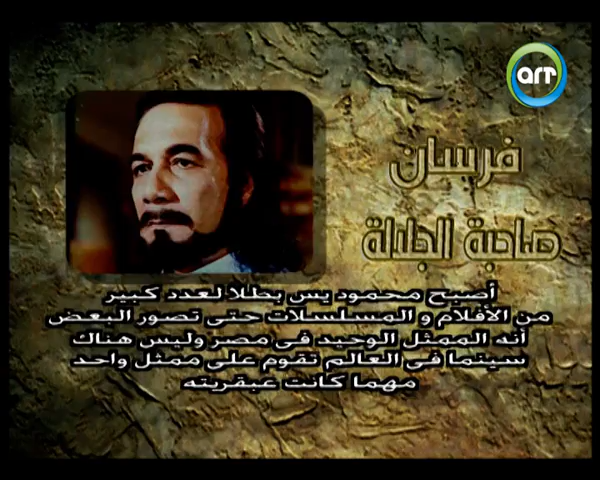 art
فرسان
صاحبة الجلالة
أصبح محمود يس بطلا لعدد كبير
من الأفلام و المسلسلات حتى تصور البعض
أنه الممثل الوحيد فى مصر وليس هناك
سينما فى العالم تقوم على ممثل واحد
مهما كانت عبقريته